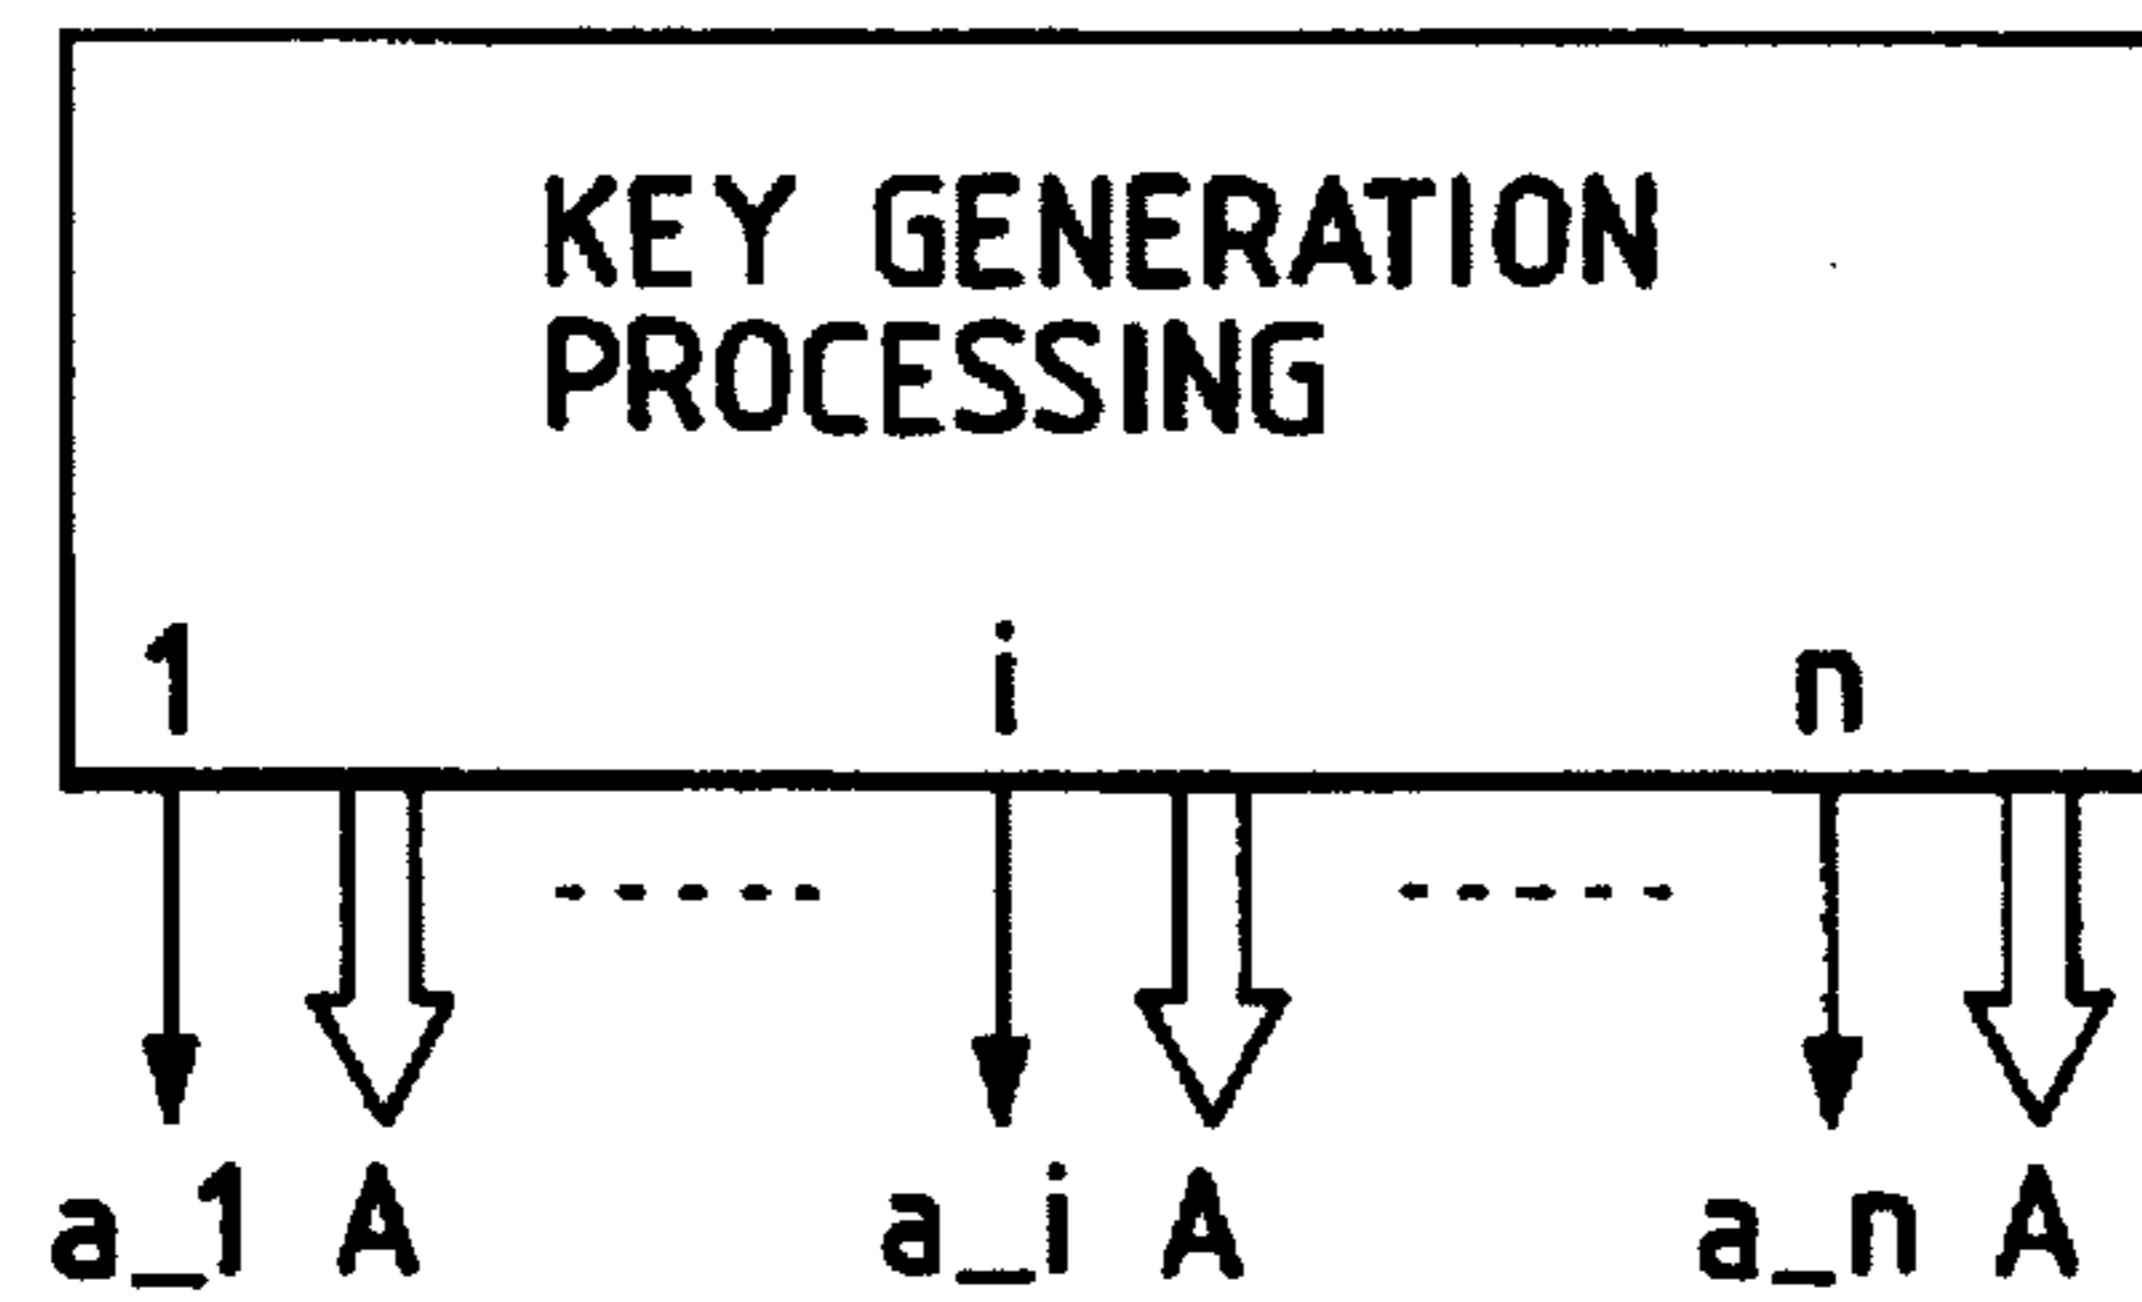 KEY GENERATION
PROCESSING
1 i n
a_1 A a_i A a_n A